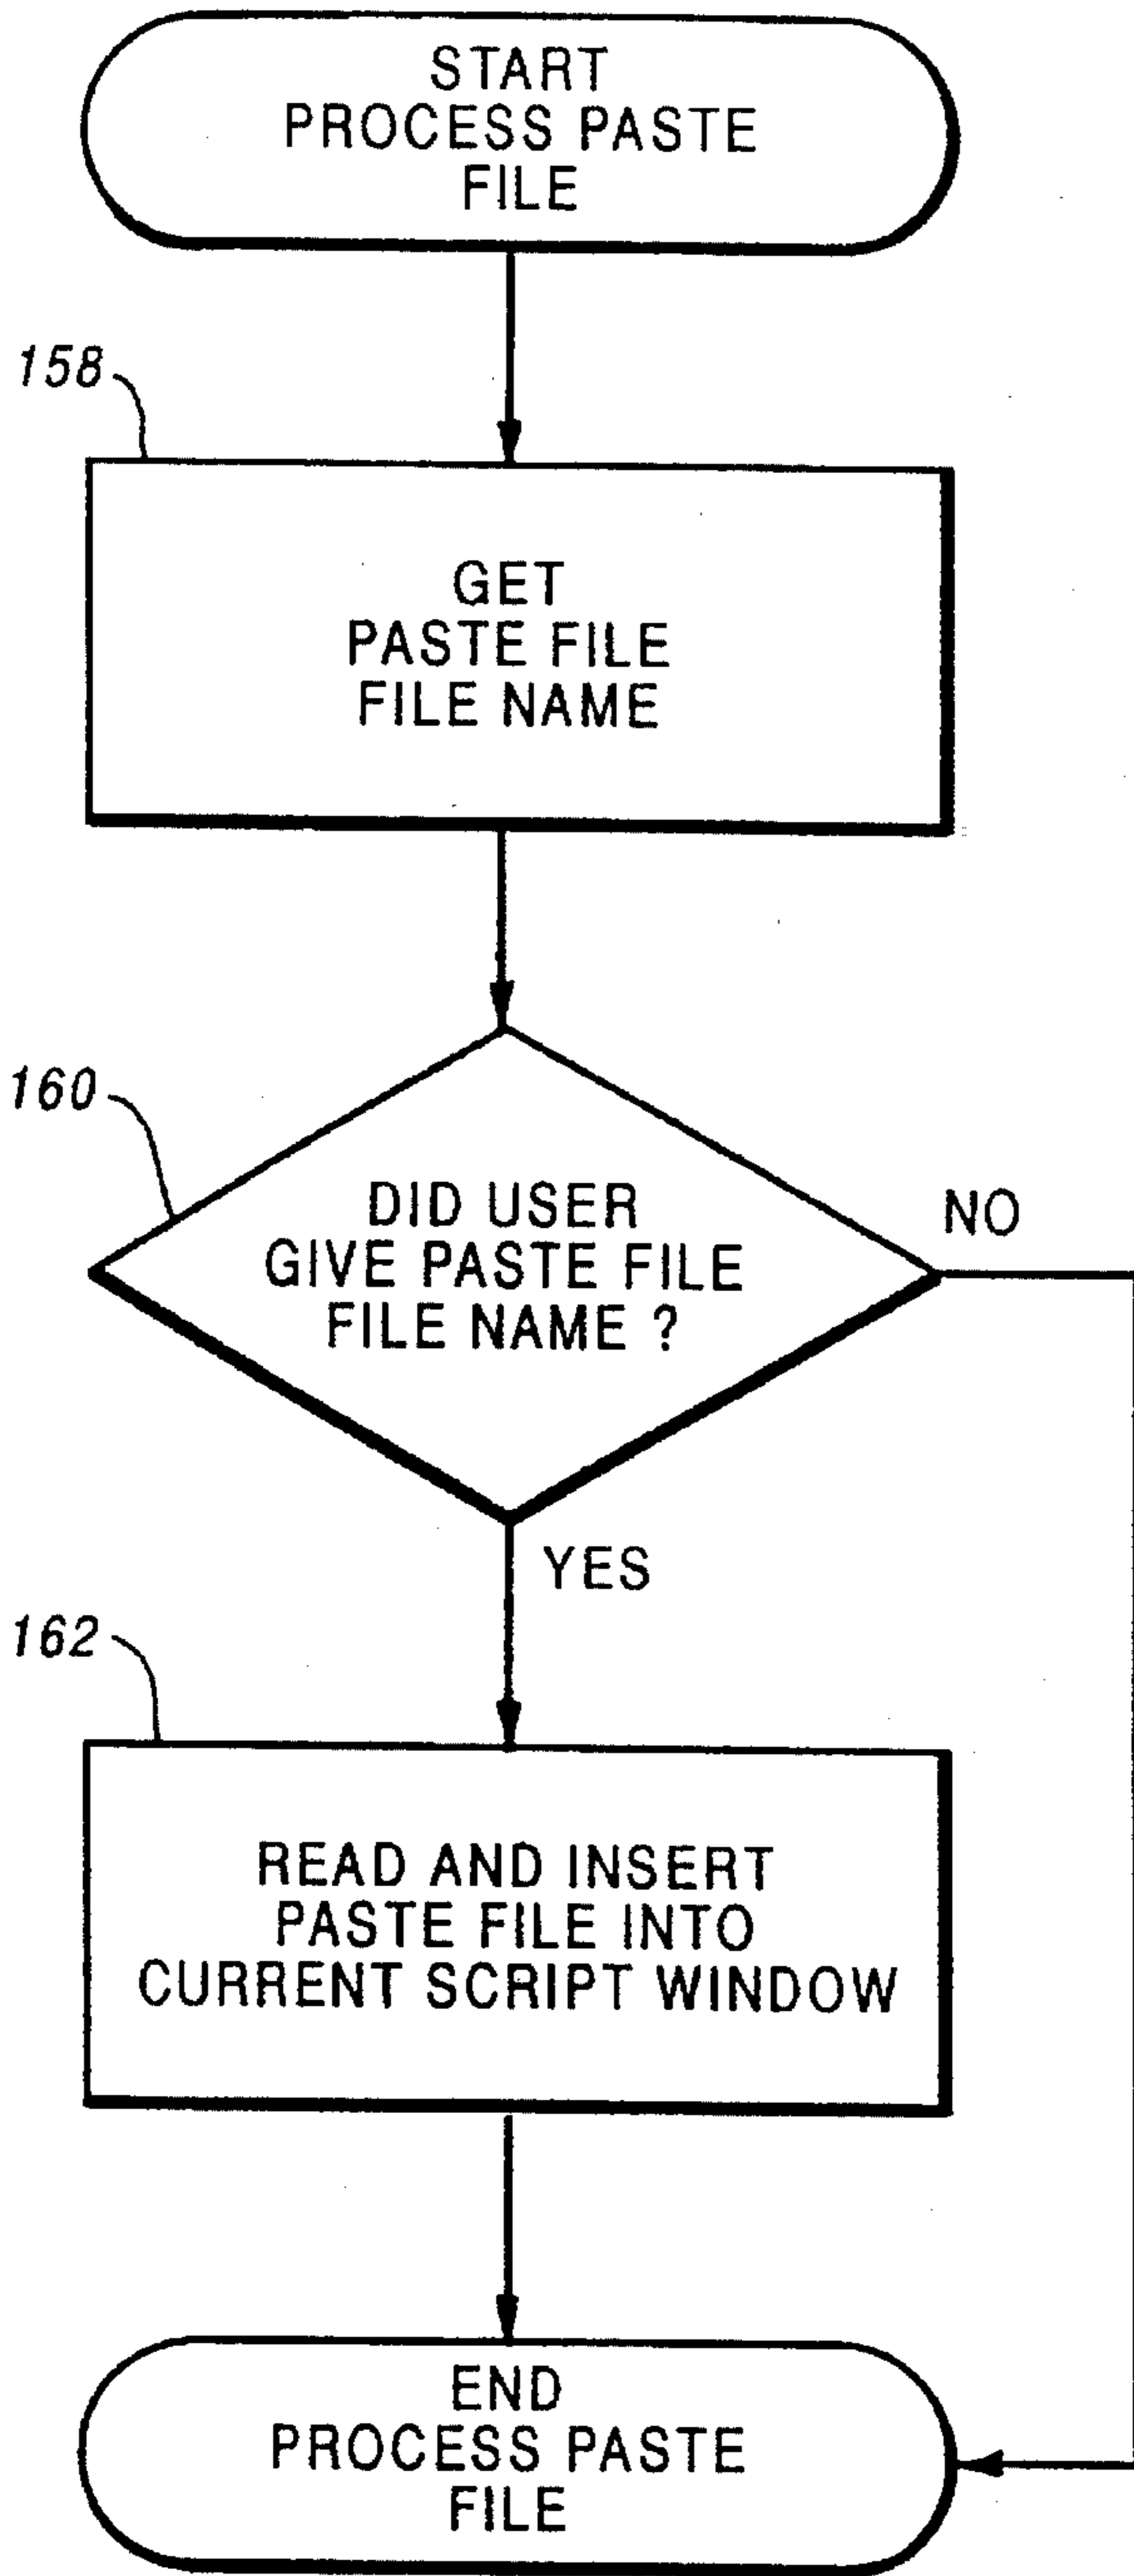 START
PROCESS PASTE
FILE
158
GET
PASTE FILE
FILE NAME
160
DID USER
GIVE PASTE FILE
FILE NAME ?
NO
YES
162
READ AND INSERT
PASTE FILE INTO
CURRENT SCRIPT WINDOW
END
PROCESS PASTE
FILE